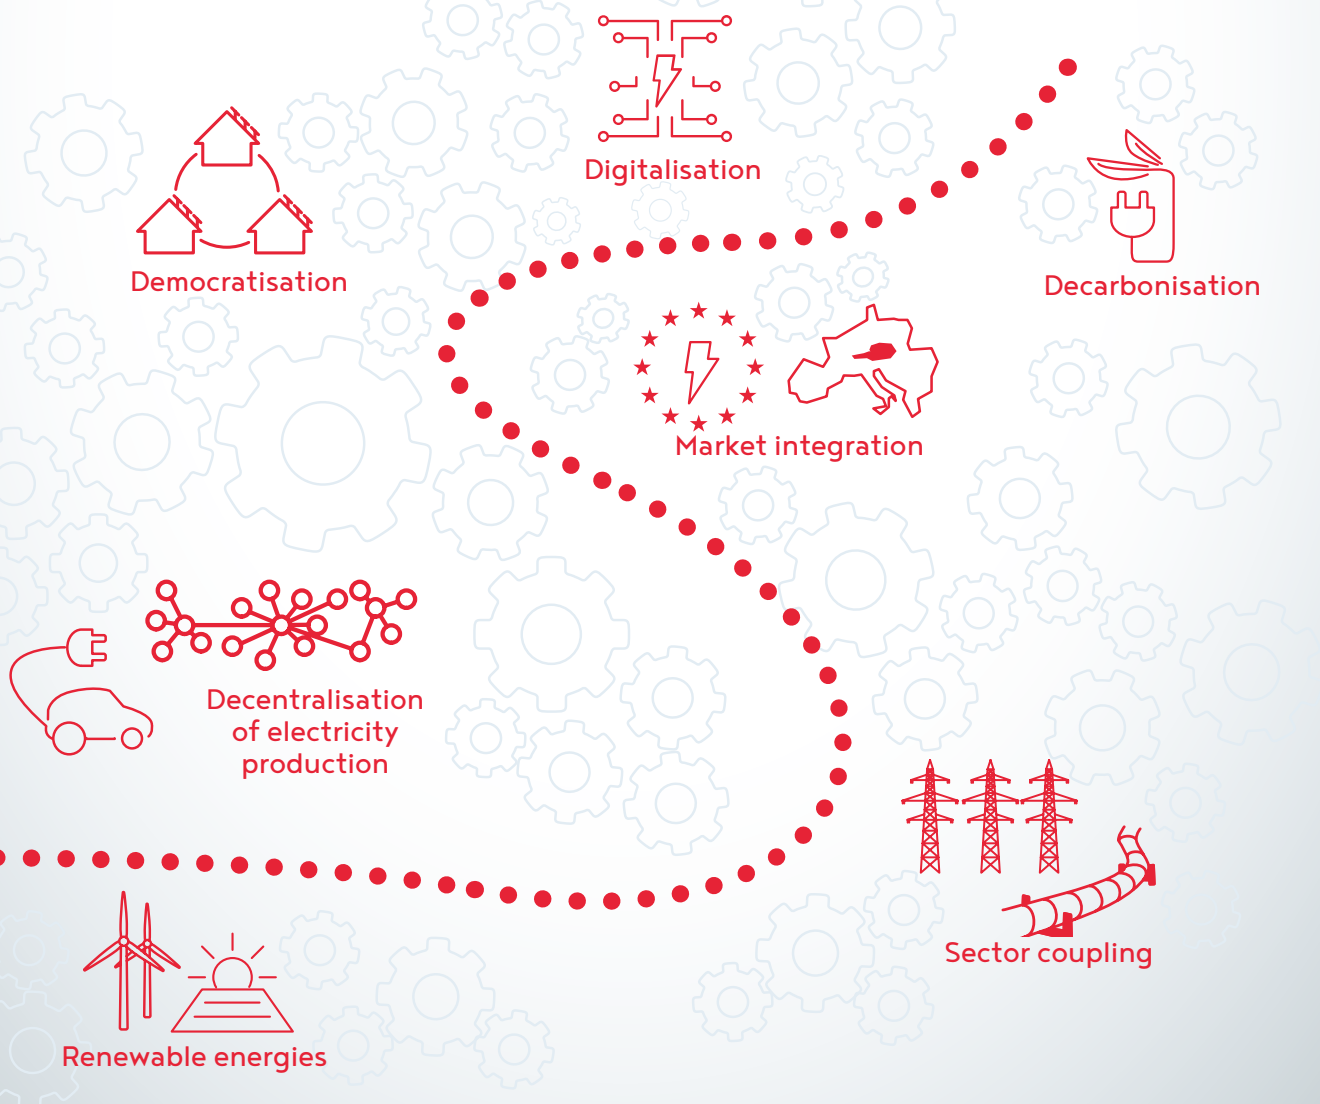 Digitalisation
Democratisation
Decarbonisation
Market integration
Decentralisation
of electricity
production
Sector coupling
Renewable energies